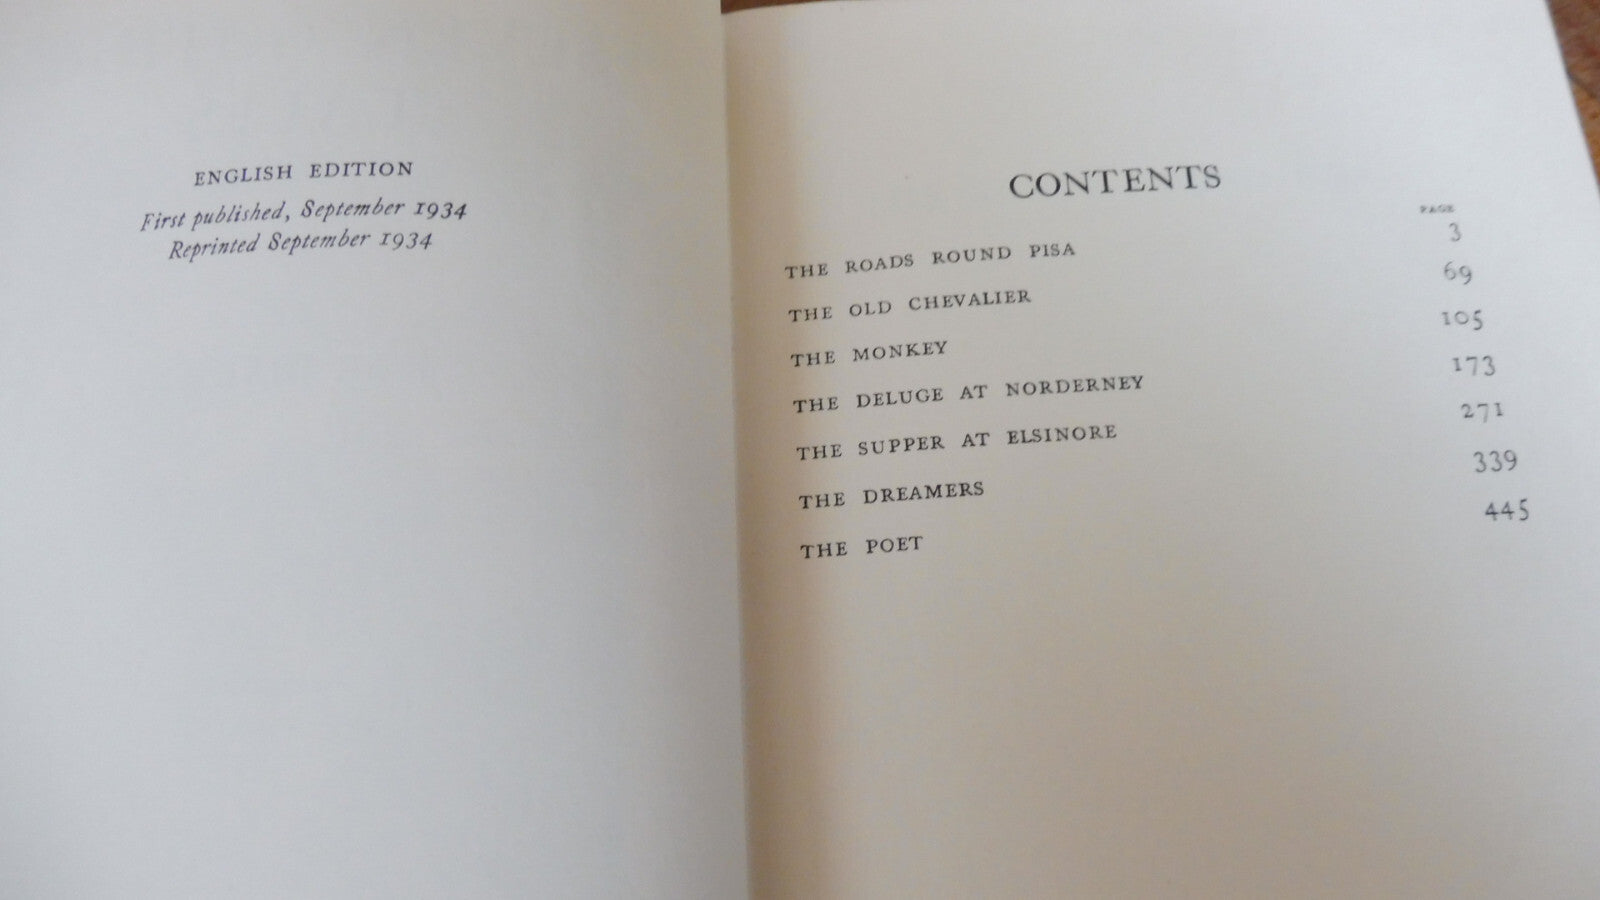 ENGLISH EDITION
First published, September 1934
Reprinted September 1934
CONTENTS
PAGE
THE ROADS ROUND PISA 3
THE OLD CHEVALIER 69
THE MONKEY 105
THE DELUGE AT NORDERNEY 173
THE SUPPER AT ELSINORE 271
THE DREAMERS 339
THE POET 445